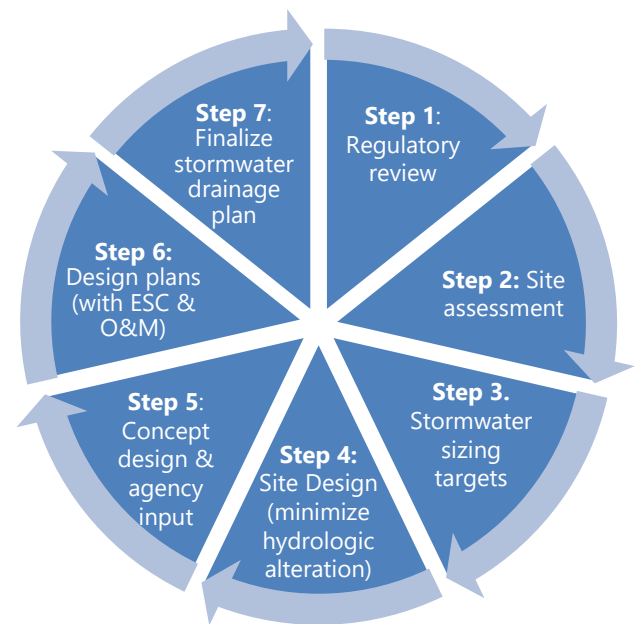 Step 1:
Regulatory
review
Step 2: Site
assessment
Step 3.
Stormwater
sizing
targets
Step 4:
Site Design
(minimize
hydrologic
alteration)
Step 5:
Concept
design &
agency
input
Step 6:
Design plans
(with ESC &
O&M)
Step 7:
Finalize
stormwater
drainage
plan